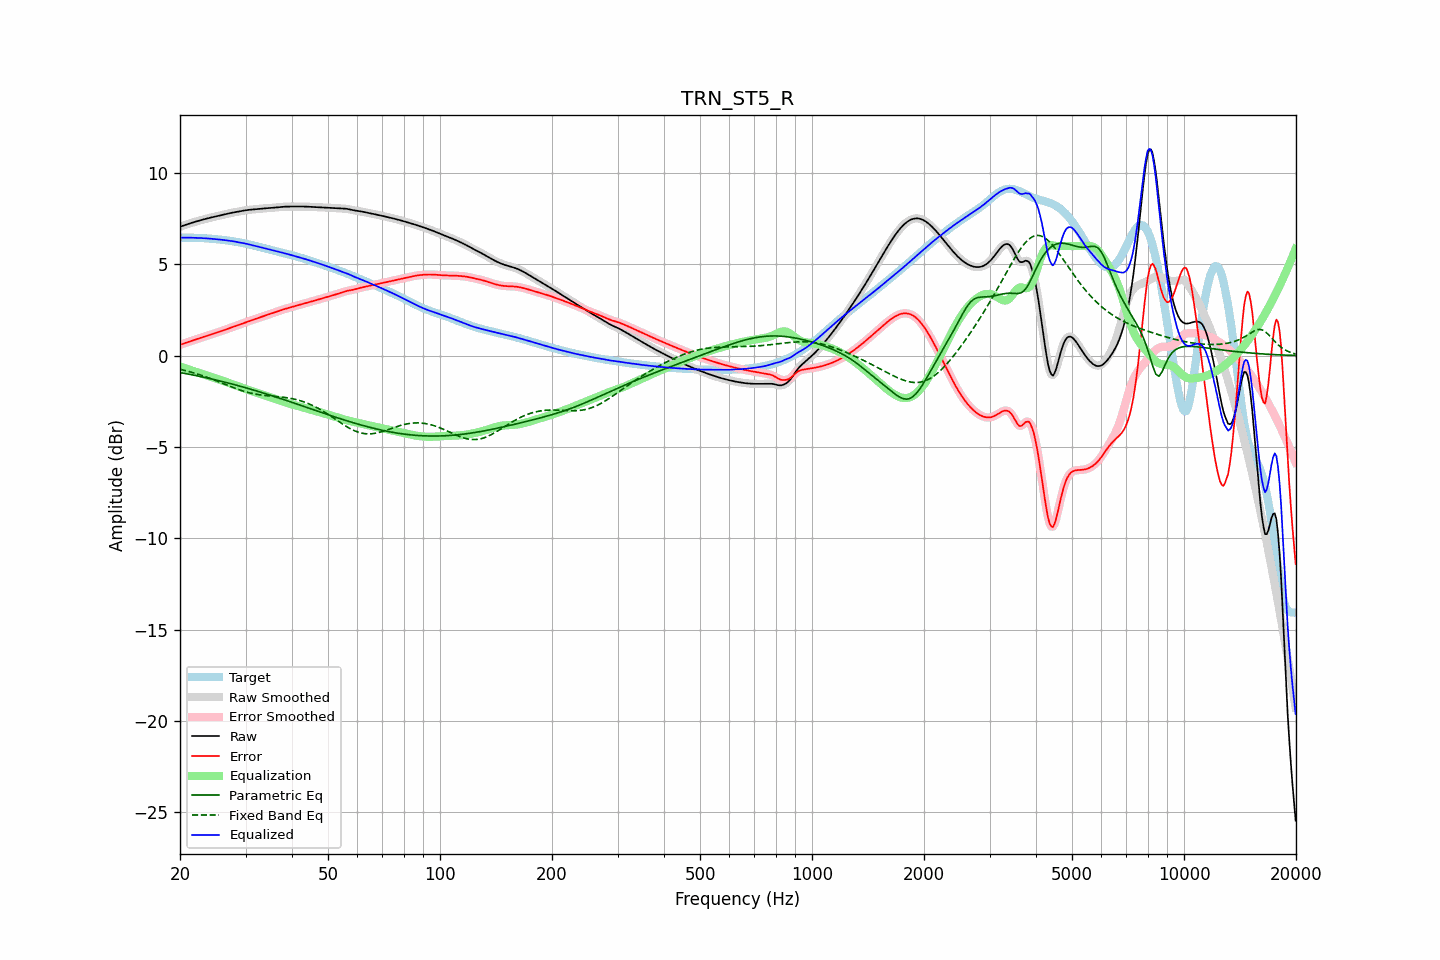 TRN_ST5_R
Amplitude (dBr)
10
5
0
−5
−10
−15
−20
−25
Target
Raw Smoothed
Error Smoothed
Raw
Error
Equalization
Parametric Eq
Fixed Band Eq
Equalized
20 50 100 200 500 1000 2000 5000 10000 20000
Frequency (Hz)